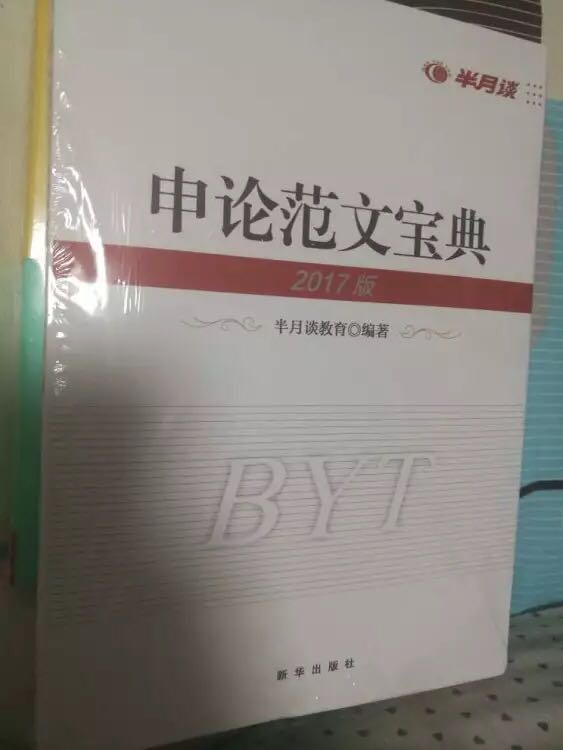 半月谈
申论范文宝典
2017版
半月谈教育◎编著
BYT
新华出版社